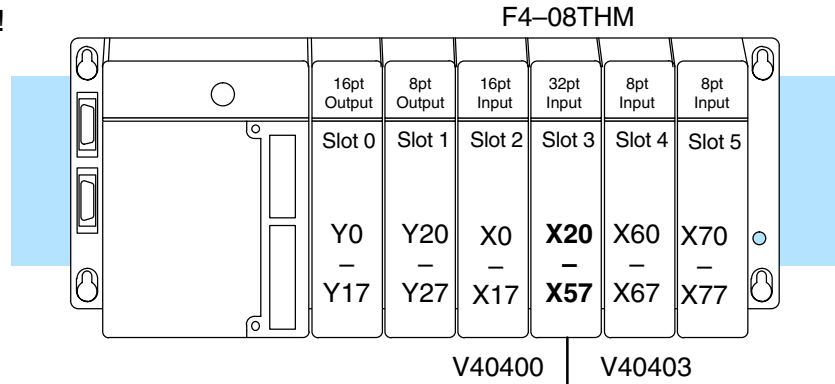 !
F4–08THM
16pt Output
8pt Output
16pt Input
32pt Input
8pt Input
8pt Input
Slot 0
Slot 1
Slot 2
Slot 3
Slot 4
Slot 5
Y0 – Y17
Y20 – Y27
X0 – X17
X20 – X57
X60 – X67
X70 – X77
V40400
V40403